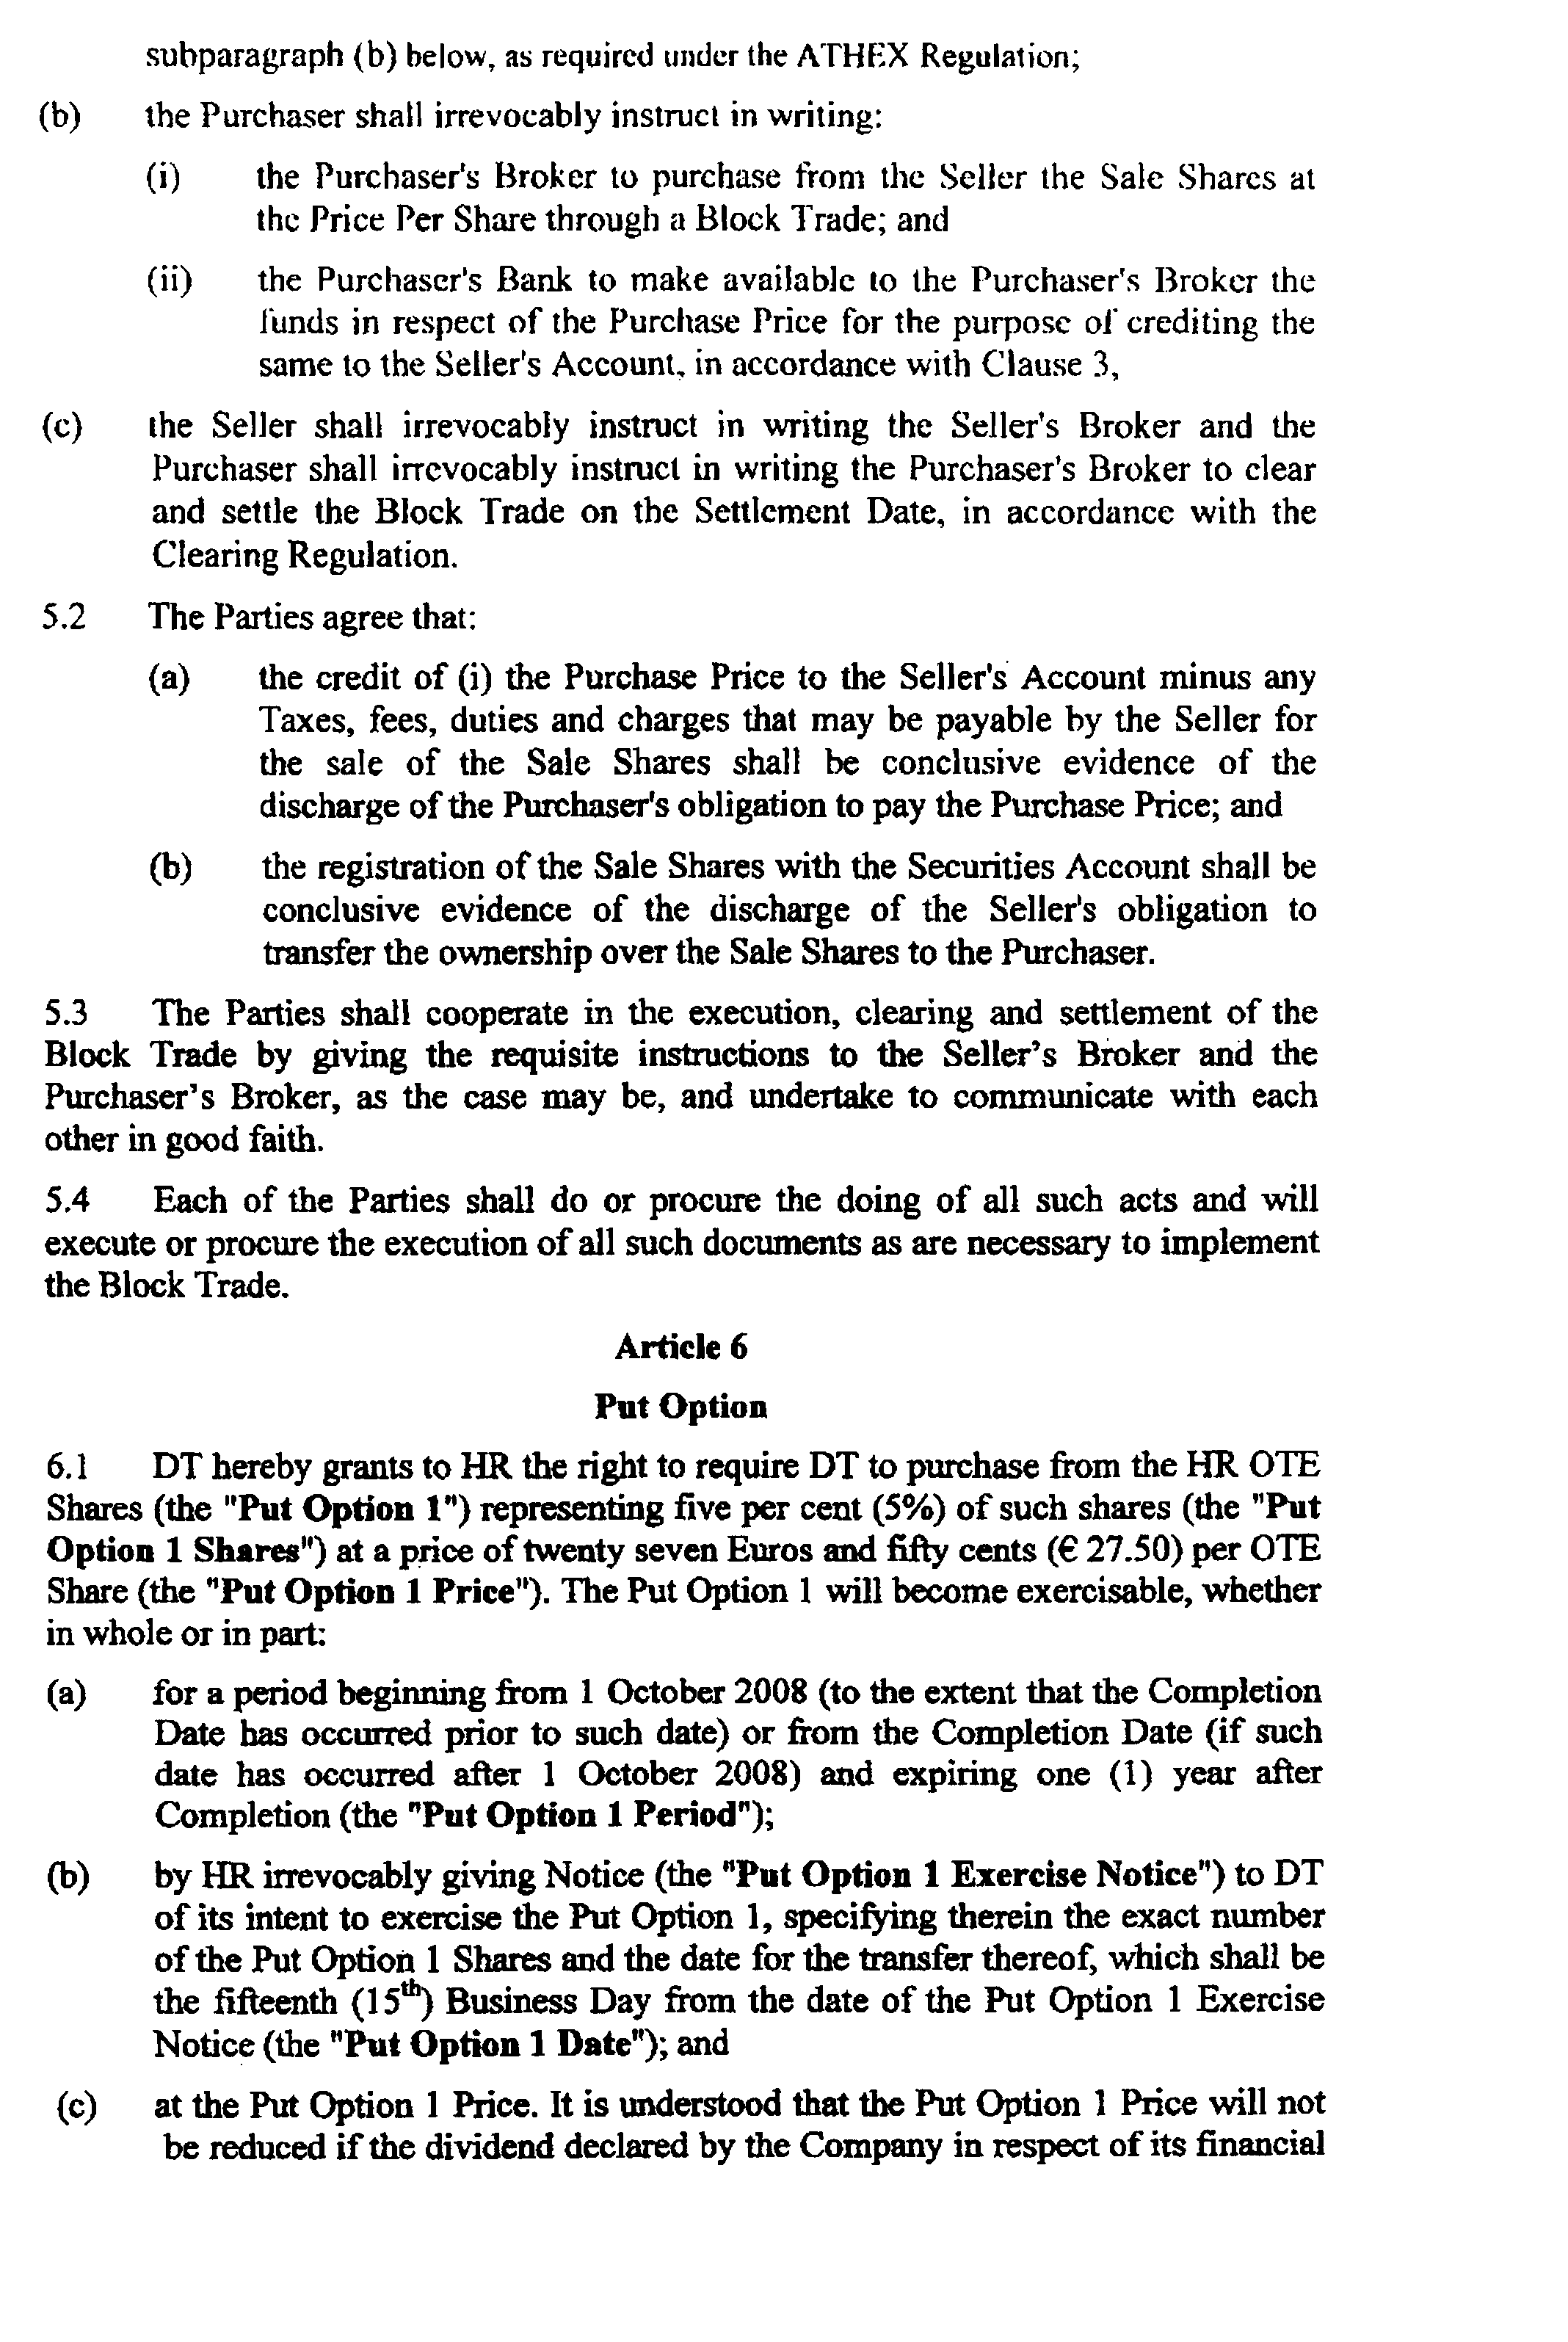 subparagraph (b) below, as required under the ATHEX Regulation;
(b) the Purchaser shall irrevocably instruct in writing:
(i) the Purchaser's Broker to purchase from the Seller the Sale Shares at
the Price Per Share through a Block Trade; and
(ii) the Purchaser's Bank to make available to the Purchaser's Broker the
funds in respect of the Purchase Price for the purpose of crediting the
same to the Seller's Account, in accordance with Clause 3,
(c) the Seller shall irrevocably instruct in writing the Seller's Broker and the
Purchaser shall irrevocably instruct in writing the Purchaser's Broker to clear
and settle the Block Trade on the Settlement Date, in accordance with the
Clearing Regulation.
5.2 The Parties agree that:
(a) the credit of (i) the Purchase Price to the Seller's Account minus any
Taxes, fees, duties and charges that may be payable by the Seller for
the sale of the Sale Shares shall be conclusive evidence of the
discharge of the Purchaser's obligation to pay the Purchase Price; and
(b) the registration of the Sale Shares with the Securities Account shall be
conclusive evidence of the discharge of the Seller's obligation to
transfer the ownership over the Sale Shares to the Purchaser.
5.3 The Parties shall cooperate in the execution, clearing and settlement of the
Block Trade by giving the requisite instructions to the Seller’s Broker and the
Purchaser’s Broker, as the case may be, and undertake to communicate with each
other in good faith.
5.4 Each of the Parties shall do or procure the doing of all such acts and will
execute or procure the execution of all such documents as are necessary to implement
the Block Trade.
Article 6
Put Option
6.1 DT hereby grants to HR the right to require DT to purchase from the HR OTE
Shares (the "Put Option 1") representing five per cent (5%) of such shares (the "Put
Option 1 Shares") at a price of twenty seven Euros and fifty cents (€ 27.50) per OTE
Share (the "Put Option 1 Price"). The Put Option 1 will become exercisable, whether
in whole or in part:
(a) for a period beginning from 1 October 2008 (to the extent that the Completion
Date has occurred prior to such date) or from the Completion Date (if such
date has occurred after 1 October 2008) and expiring one (1) year after
Completion (the "Put Option 1 Period");
(b) by HR irrevocably giving Notice (the "Put Option 1 Exercise Notice") to DT
of its intent to exercise the Put Option 1, specifying therein the exact number
of the Put Option 1 Shares and the date for the transfer thereof, which shall be
the fifteenth (15th) Business Day from the date of the Put Option 1 Exercise
Notice (the "Put Option 1 Date"); and
(c) at the Put Option 1 Price. It is understood that the Put Option 1 Price will not
be reduced if the dividend declared by the Company in respect of its financial